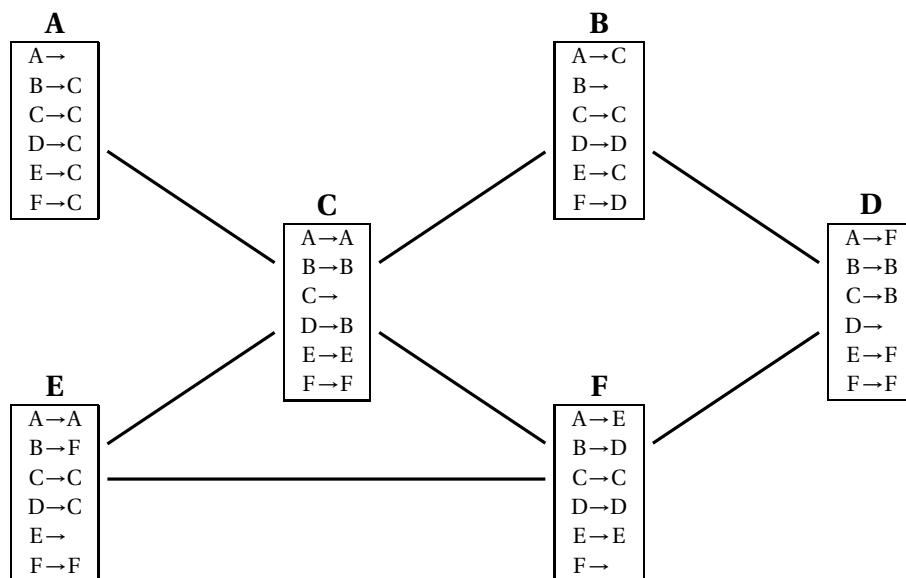 A
A→
B→C
C→C
D→C
E→C
F→C
B
A→C
B→
C→C
D→D
E→C
F→D
C
A→A
B→B
C→
D→B
E→E
F→F
D
A→F
B→B
C→B
D→
E→F
F→F
E
A→A
B→F
C→C
D→C
E→
F→F
F
A→E
B→D
C→C
D→D
E→E
F→